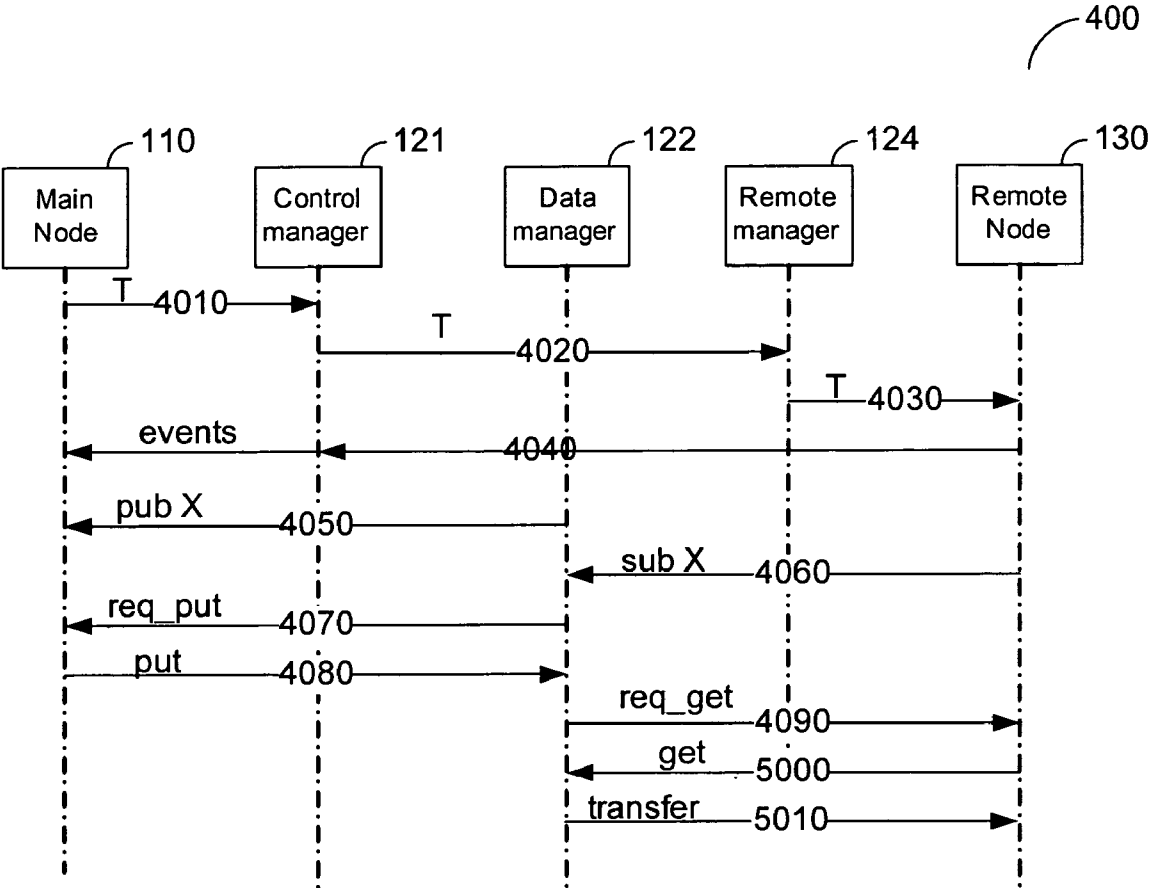 400
110
121
122
124
130
Main
Node
Control
manager
Data
manager
Remote
manager
Remote
Node
T
4010
T
4020
T
4030
events
4040
pub X
4050
sub X
4060
req_put
4070
put
4080
req_get
4090
get
5000
transfer
5010